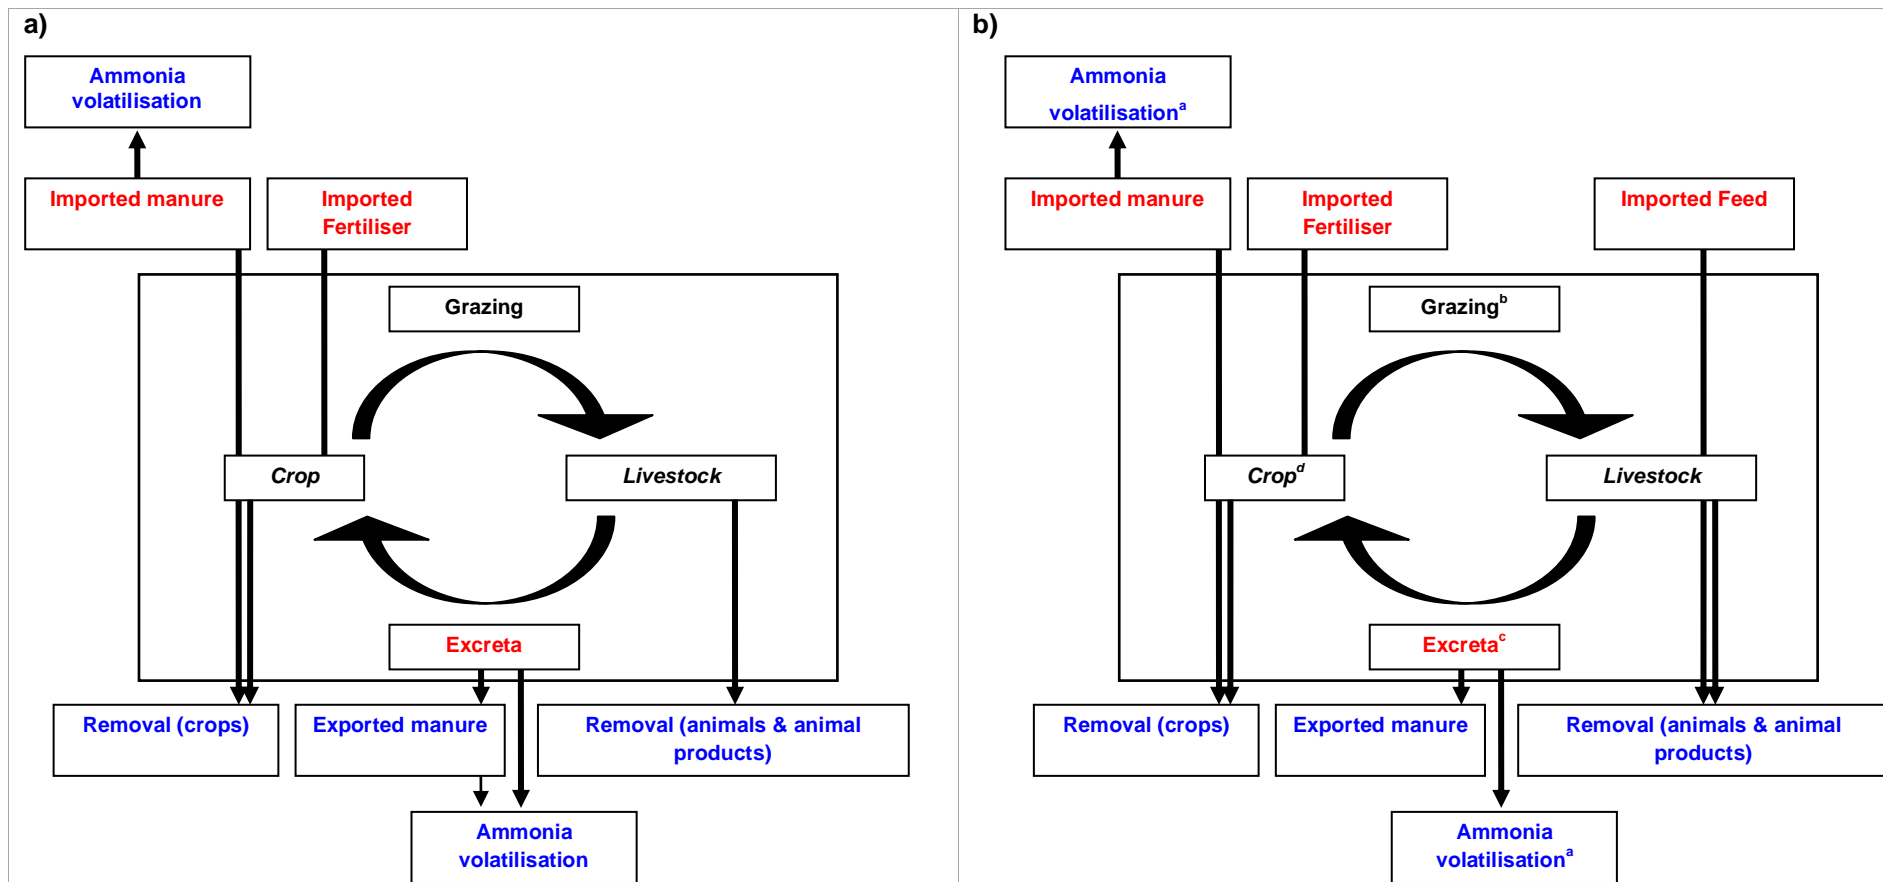 a)
Ammonia
volatilisation
Imported manure
Imported
Fertiliser
Grazing
Crop
Livestock
Excreta
Removal (crops)
Exported manure
Removal (animals & animal
products)
Ammonia
volatilisation
b)
Ammonia
volatilisationᵃ
Imported manure
Imported
Fertiliser
Imported Feed
Grazingᵇ
Cropᵈ
Livestock
Excretaᶜ
Removal (crops)
Exported manure
Removal (animals & animal
products)
Ammonia
volatilisationᵃ